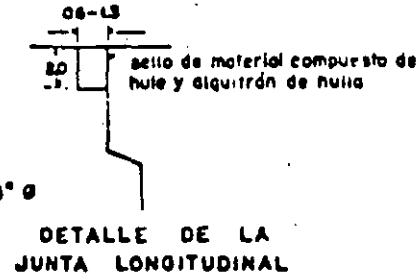 0.6-1.3
2.0
sello de material compuesto de
hule y alquitrán de hulla
DETALLE DE LA
JUNTA LONGITUDINAL